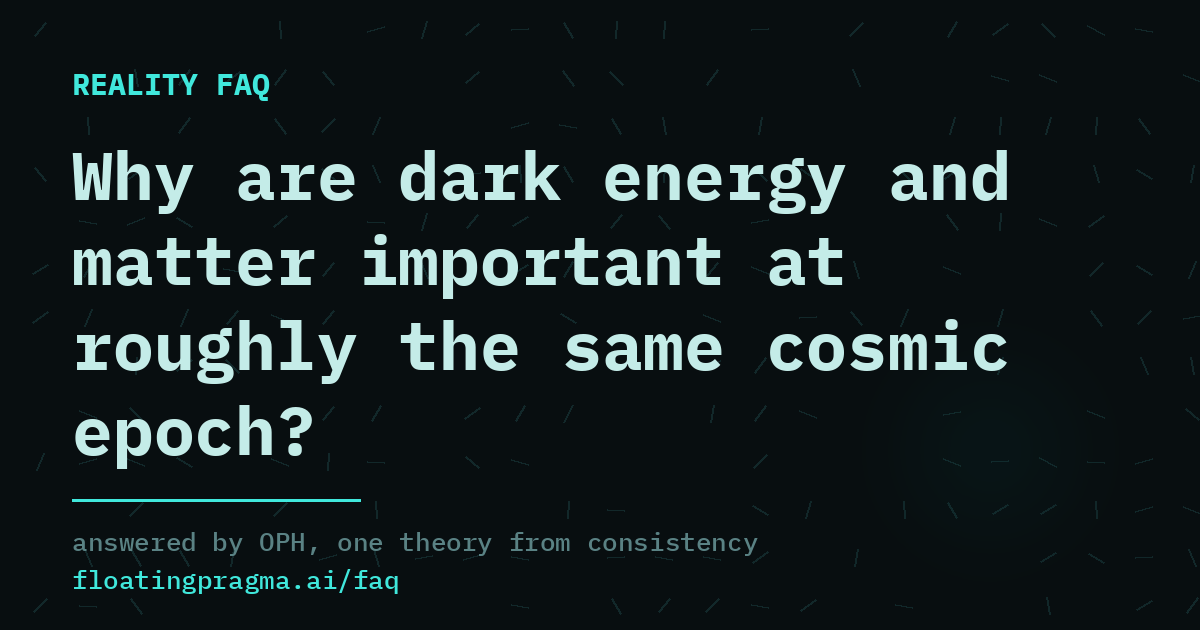 REALITY FAQ
Why are dark energy and
matter important at
roughly the same cosmic
epoch?
answered by OPH, one theory from consistency
floatingpragma.ai/faq